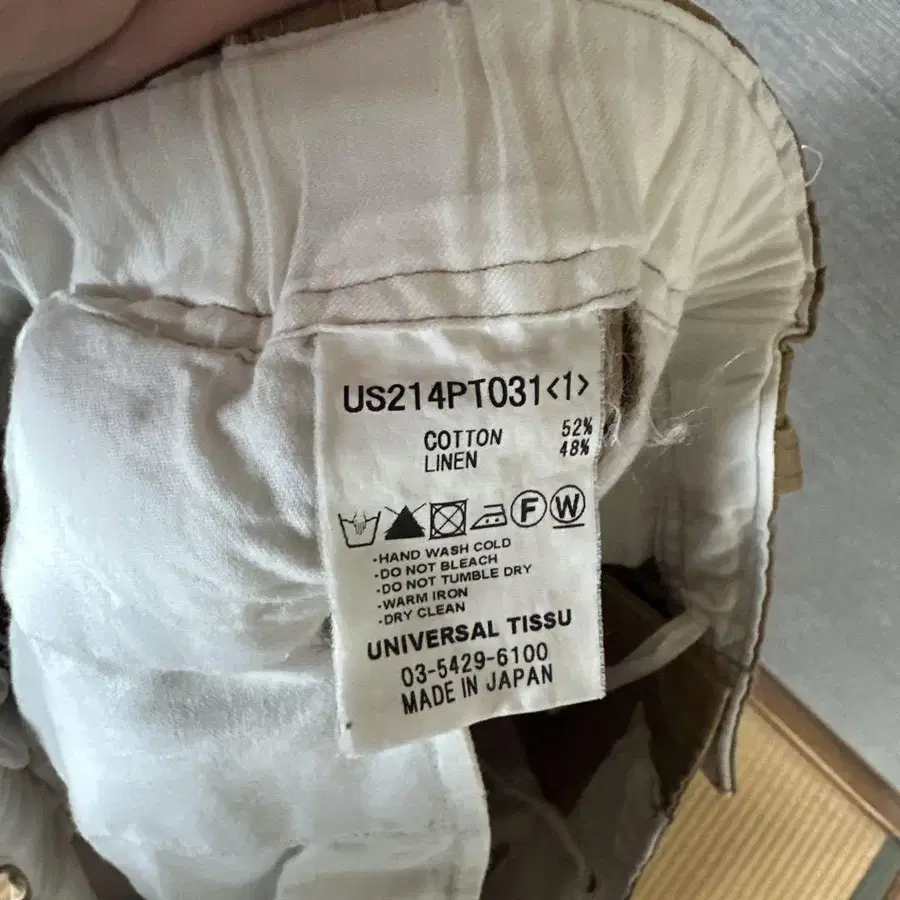 US214PT031<1>
COTTON 52%
LINEN 48%
F W
·HAND WASH COLD
·DO NOT BLEACH
·DO NOT TUMBLE DRY
·WARM IRON
·DRY CLEAN
UNIVERSAL TISSU
03-5429-6100
MADE IN JAPAN